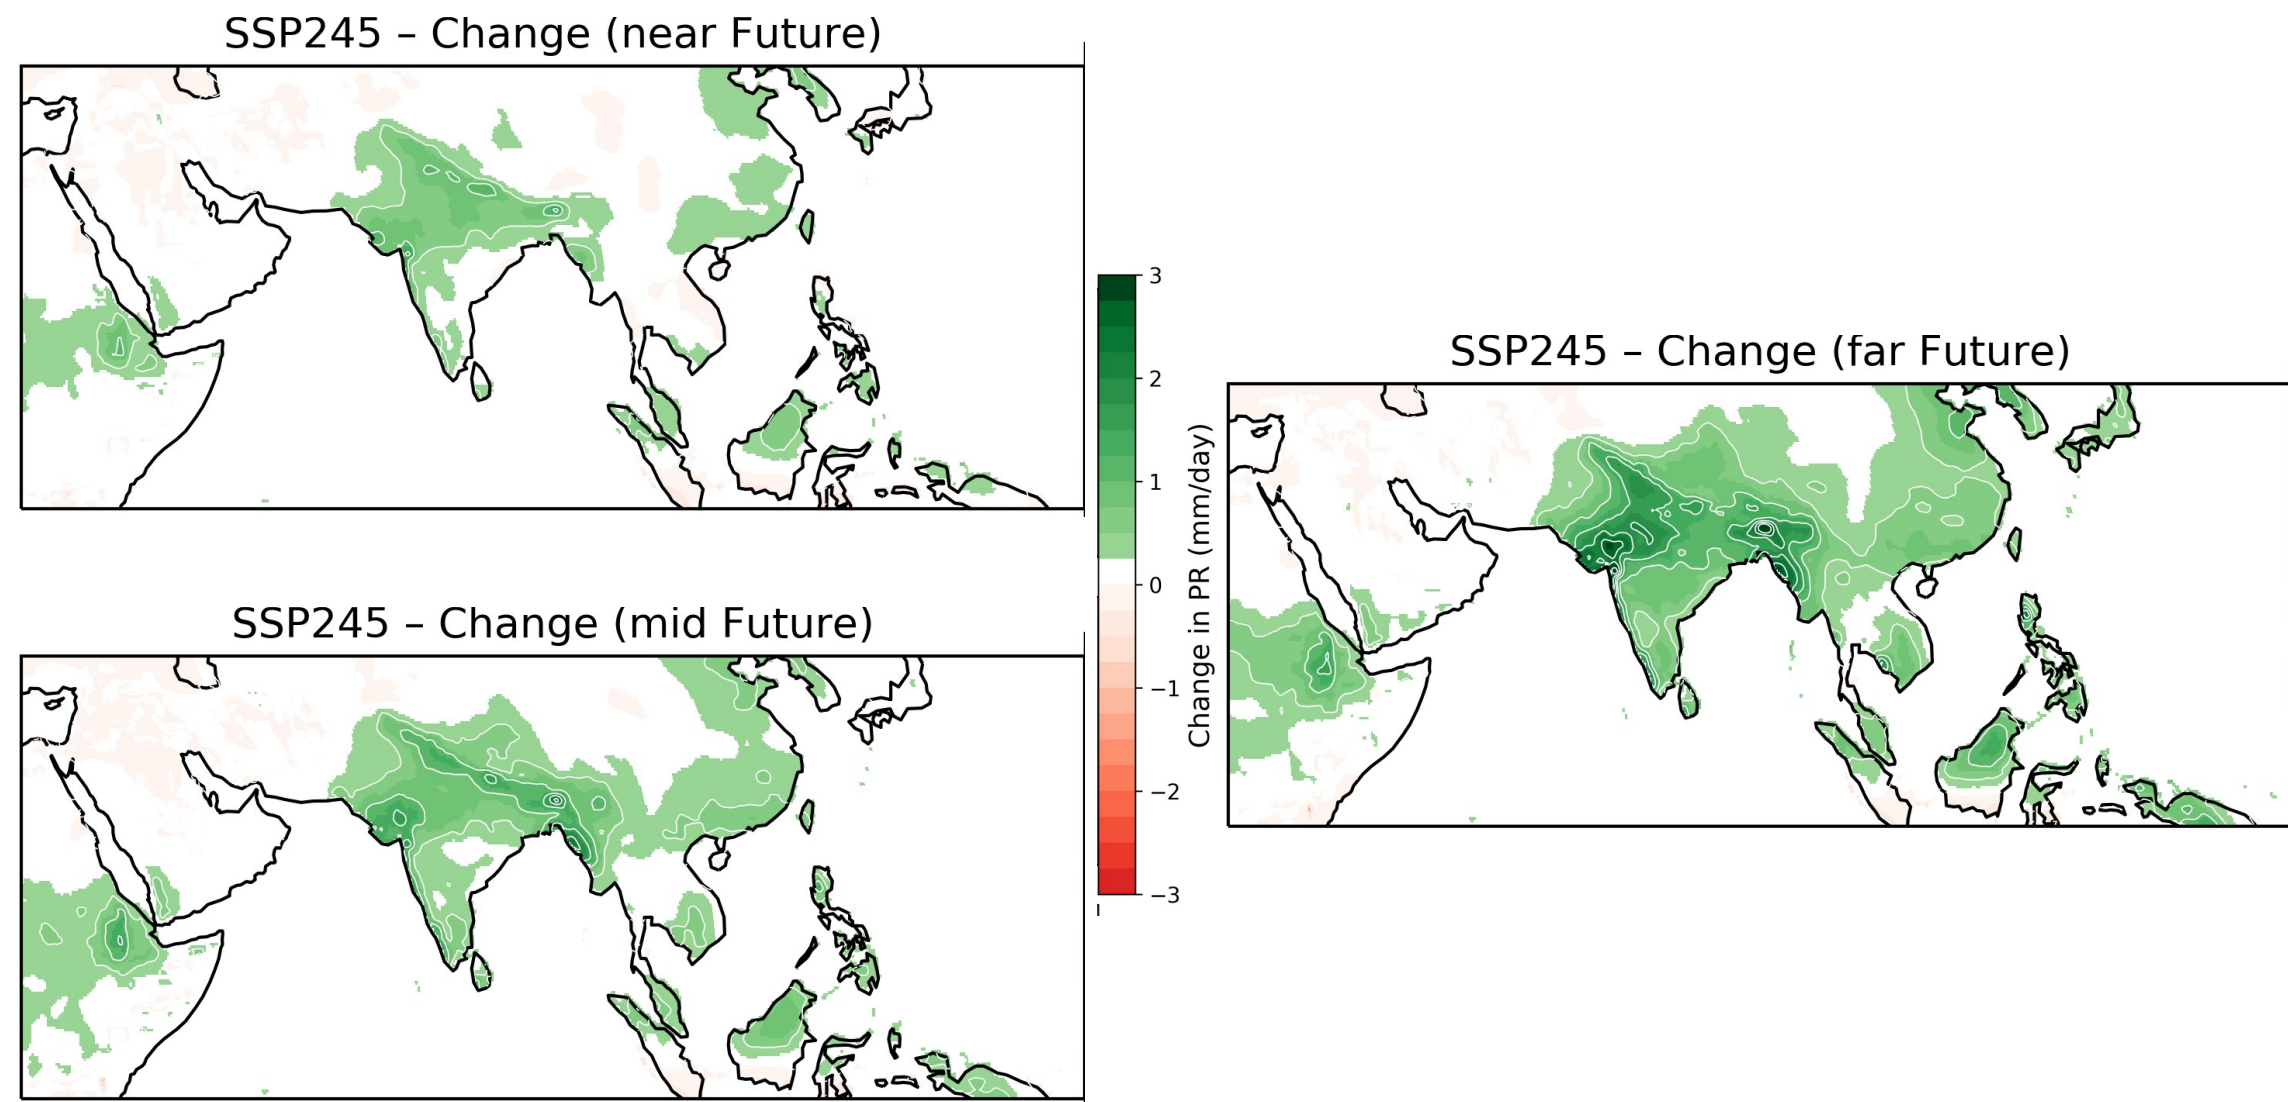 SSP245 – Change (near Future)
SSP245 – Change (mid Future)
3
2
1
0
−1
−2
−3
Change in PR (mm/day)
SSP245 – Change (far Future)